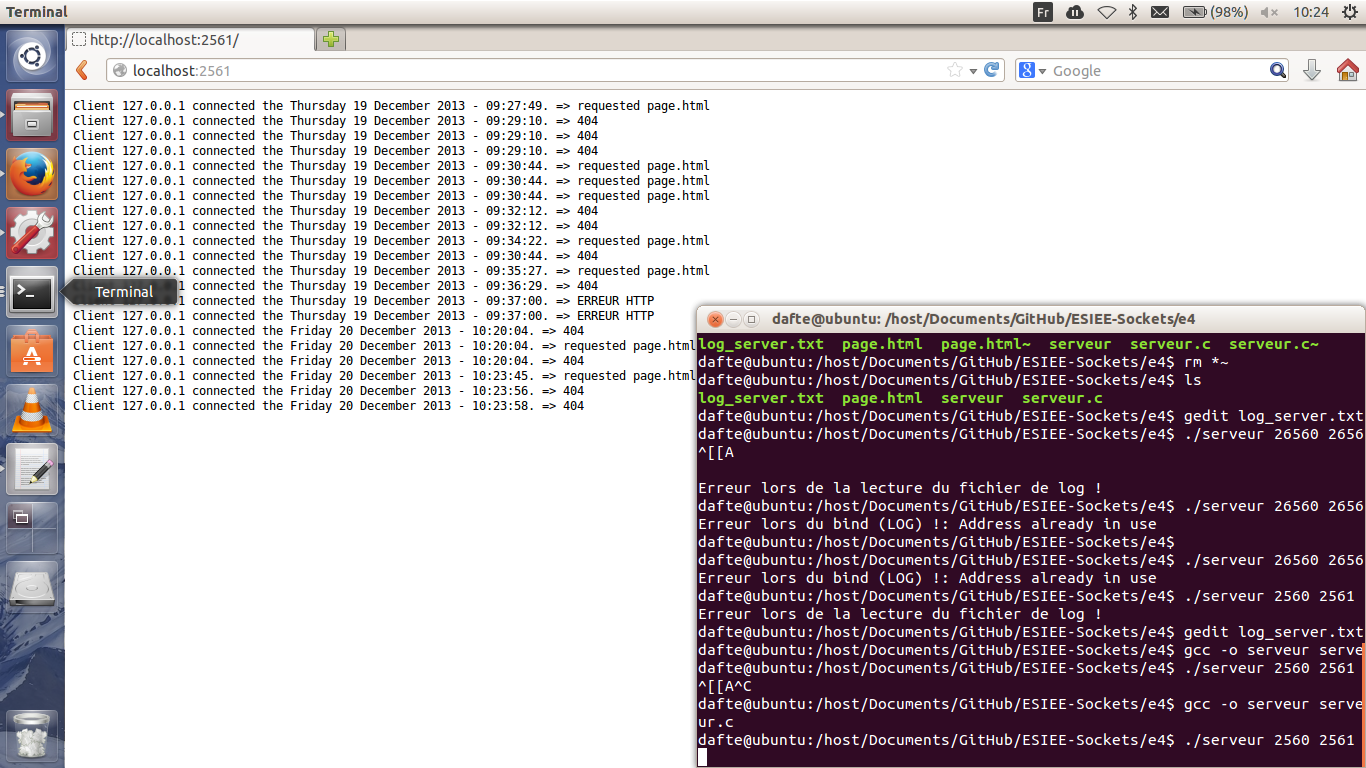 Terminal
Fr
(98%)
10:24
http://localhost:2561/
localhost:2561
Google
Client 127.0.0.1 connected the Thursday 19 December 2013 - 09:27:49. => requested page.html
Client 127.0.0.1 connected the Thursday 19 December 2013 - 09:29:10. => 404
Client 127.0.0.1 connected the Thursday 19 December 2013 - 09:29:10. => 404
Client 127.0.0.1 connected the Thursday 19 December 2013 - 09:29:10. => 404
Client 127.0.0.1 connected the Thursday 19 December 2013 - 09:30:44. => requested page.html
Client 127.0.0.1 connected the Thursday 19 December 2013 - 09:30:44. => requested page.html
Client 127.0.0.1 connected the Thursday 19 December 2013 - 09:30:44. => requested page.html
Client 127.0.0.1 connected the Thursday 19 December 2013 - 09:32:12. => 404
Client 127.0.0.1 connected the Thursday 19 December 2013 - 09:32:12. => 404
Client 127.0.0.1 connected the Thursday 19 December 2013 - 09:34:22. => requested page.html
Client 127.0.0.1 connected the Thursday 19 December 2013 - 09:30:44. => 404
Client 127.0.0.1 connected the Thursday 19 December 2013 - 09:35:27. => requested page.html
connected the Thursday 19 December 2013 - 09:36:29. => 404
Terminal
Client 127.0.0.1 connected the Thursday 19 December 2013 - 09:37:00. => ERREUR HTTP
Client 127.0.0.1 connected the Thursday 19 December 2013 - 09:37:00. => ERREUR HTTP
Client 127.0.0.1 connected the Friday 20 December 2013 - 10:20:04. => 404
Client 127.0.0.1 connected the Friday 20 December 2013 - 10:20:04. => requested page.html
Client 127.0.0.1 connected the Friday 20 December 2013 - 10:20:04. => 404
Client 127.0.0.1 connected the Friday 20 December 2013 - 10:23:45. => requested page.html
Client 127.0.0.1 connected the Friday 20 December 2013 - 10:23:56. => 404
Client 127.0.0.1 connected the Friday 20 December 2013 - 10:23:58. => 404
dafte@ubuntu: /host/Documents/GitHub/ESIEE-Sockets/e4
log_server.txt page.html page.html~ serveur serveur.c serveur.c~
dafte@ubuntu:/host/Documents/GitHub/ESIEE-Sockets/e4$ rm *~
dafte@ubuntu:/host/Documents/GitHub/ESIEE-Sockets/e4$ ls
log_server.txt page.html serveur serveur.c
dafte@ubuntu:/host/Documents/GitHub/ESIEE-Sockets/e4$ gedit log_server.txt
dafte@ubuntu:/host/Documents/GitHub/ESIEE-Sockets/e4$ ./serveur 26560 2656
^[[A
Erreur lors de la lecture du fichier de log !
dafte@ubuntu:/host/Documents/GitHub/ESIEE-Sockets/e4$ ./serveur 26560 2656
Erreur lors du bind (LOG) !: Address already in use
dafte@ubuntu:/host/Documents/GitHub/ESIEE-Sockets/e4$
dafte@ubuntu:/host/Documents/GitHub/ESIEE-Sockets/e4$ ./serveur 26560 2656
Erreur lors du bind (LOG) !: Address already in use
dafte@ubuntu:/host/Documents/GitHub/ESIEE-Sockets/e4$ ./serveur 2560 2561
Erreur lors de la lecture du fichier de log !
dafte@ubuntu:/host/Documents/GitHub/ESIEE-Sockets/e4$ gedit log_server.txt
dafte@ubuntu:/host/Documents/GitHub/ESIEE-Sockets/e4$ gcc -o serveur serve
dafte@ubuntu:/host/Documents/GitHub/ESIEE-Sockets/e4$ ./serveur 2560 2561
^[[A^C
dafte@ubuntu:/host/Documents/GitHub/ESIEE-Sockets/e4$ gcc -o serveur serve
ur.c
dafte@ubuntu:/host/Documents/GitHub/ESIEE-Sockets/e4$ ./serveur 2560 2561